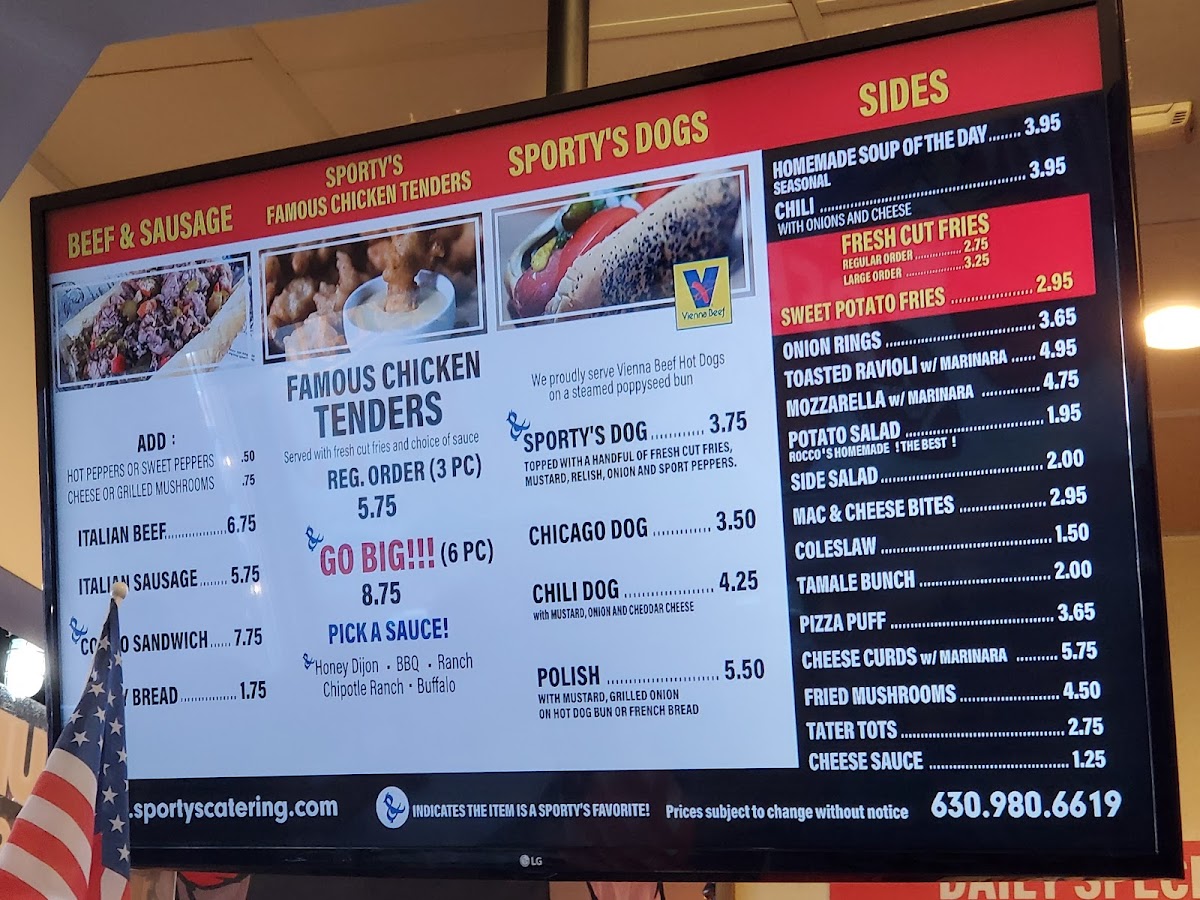 BEEF & SAUSAGE
ADD :
HOT PEPPERS OR SWEET PEPPERS .50
CHEESE OR GRILLED MUSHROOMS .75
ITALIAN BEEF..............6.75
ITALIAN SAUSAGE........ 5.75
& CO O SANDWICH......7.75
BREAD.............. 1.75
SPORTY'S
FAMOUS CHICKEN TENDERS
FAMOUS CHICKEN
TENDERS
Served with fresh cut fries and choice of sauce
REG. ORDER (3 PC)
5.75
& GO BIG!!! (6 PC)
8.75
PICK A SAUCE!
& Honey Dijon • BBQ • Ranch
Chipotle Ranch • Buffalo
SPORTY'S DOGS
Vienna Beef
We proudly serve Vienna Beef Hot Dogs
on a steamed poppyseed bun
& SPORTY'S DOG............ 3.75
TOPPED WITH A HANDFUL OF FRESH CUT FRIES,
MUSTARD, RELISH, ONION AND SPORT PEPPERS.
CHICAGO DOG ............ 3.50
CHILI DOG .................... 4.25
with MUSTARD, ONION AND CHEDDAR CHEESE
POLISH ......................... 5.50
WITH MUSTARD, GRILLED ONION
ON HOT DOG BUN OR FRENCH BREAD
SIDES
HOMEMADE SOUP OF THE DAY........ 3.95
SEASONAL
CHILI ................................................ 3.95
WITH ONIONS AND CHEESE
FRESH CUT FRIES
REGULAR ORDER .............. 2.75
LARGE ORDER .................3.25
SWEET POTATO FRIES .................... 2.95
ONION RINGS .................................. 3.65
TOASTED RAVIOLI w/ MARINARA ...... 4.95
MOZZARELLA w/ MARINARA .............. 4.75
POTATO SALAD ................................ 1.95
ROCCO'S HOMEMADE ! THE BEST !
SIDE SALAD...................................... 2.00
MAC & CHEESE BITES ..................... 2.95
COLESLAW ........................................ 1.50
TAMALE BUNCH .............................. 2.00
PIZZA PUFF ...................................... 3.65
CHEESE CURDS w/ MARINARA .......... 5.75
FRIED MUSHROOMS ........................ 4.50
TATER TOTS...................................... 2.75
CHEESE SAUCE ................................ 1.25
.sportyscatering.com
& INDICATES THE ITEM IS A SPORTY'S FAVORITE!
Prices subject to change without notice
630.980.6619
LG